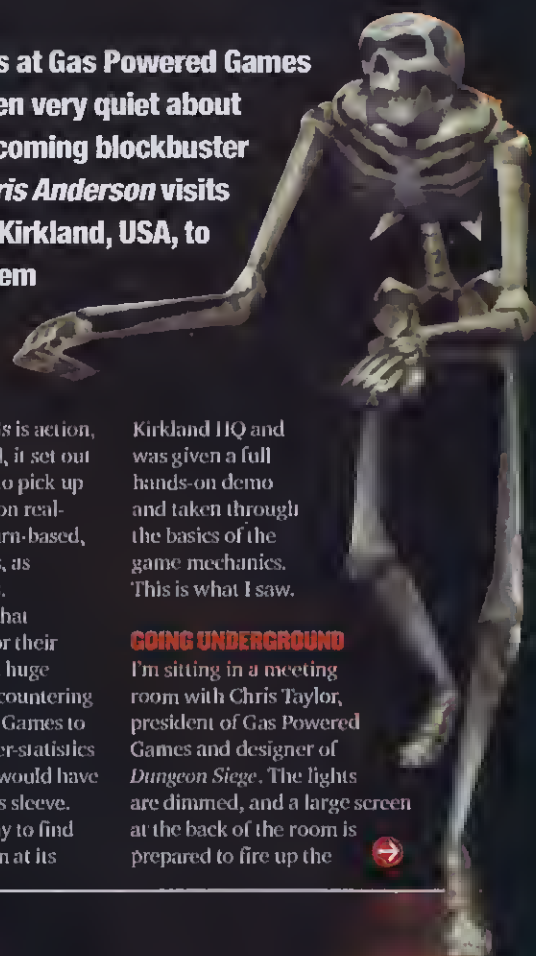 s at Gas Powered Games
en very quiet about
coming blockbuster
ris Anderson visits
Kirkland, USA, to
em
ls is action,
l, it set out
o pick up
on real-
urn-based,
s, as
s.
hat
or their
huge
countering
Games to
er-statistics
would have
s sleeve.
y to find
n at its
Kirkland HQ and
was given a full
hands-on demo
and taken through
the basics of the
game mechanics.
This is what I saw.
GOING UNDERGROUND
I'm sitting in a meeting
room with Chris Taylor,
president of Gas Powered
Games and designer of
Dungeon Siege. The lights
are dimmed, and a large screen
at the back of the room is
prepared to fire up the